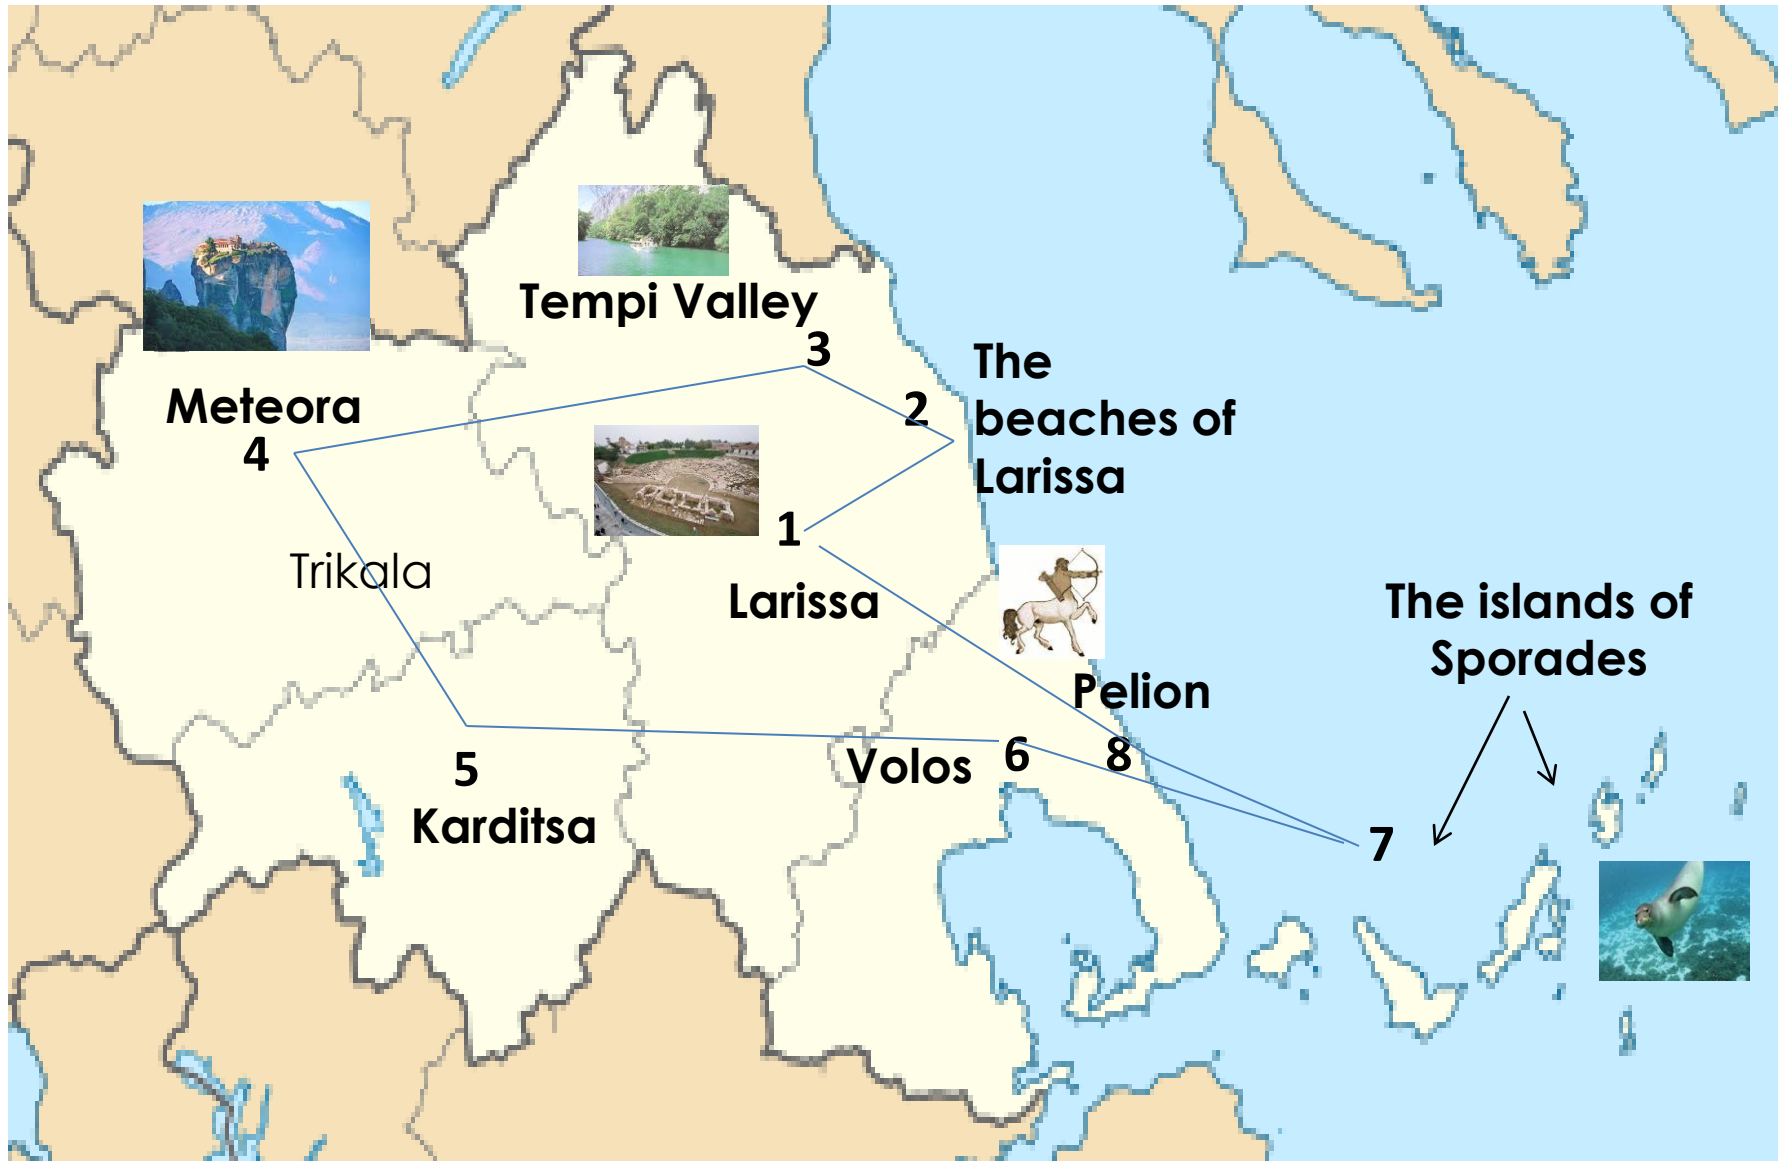 Tempi Valley
3
The
beaches of
Larissa
2
Meteora
4
1
Trikala
Larissa
The islands of
Sporades
Pelion
Volos
6
8
5
Karditsa
7